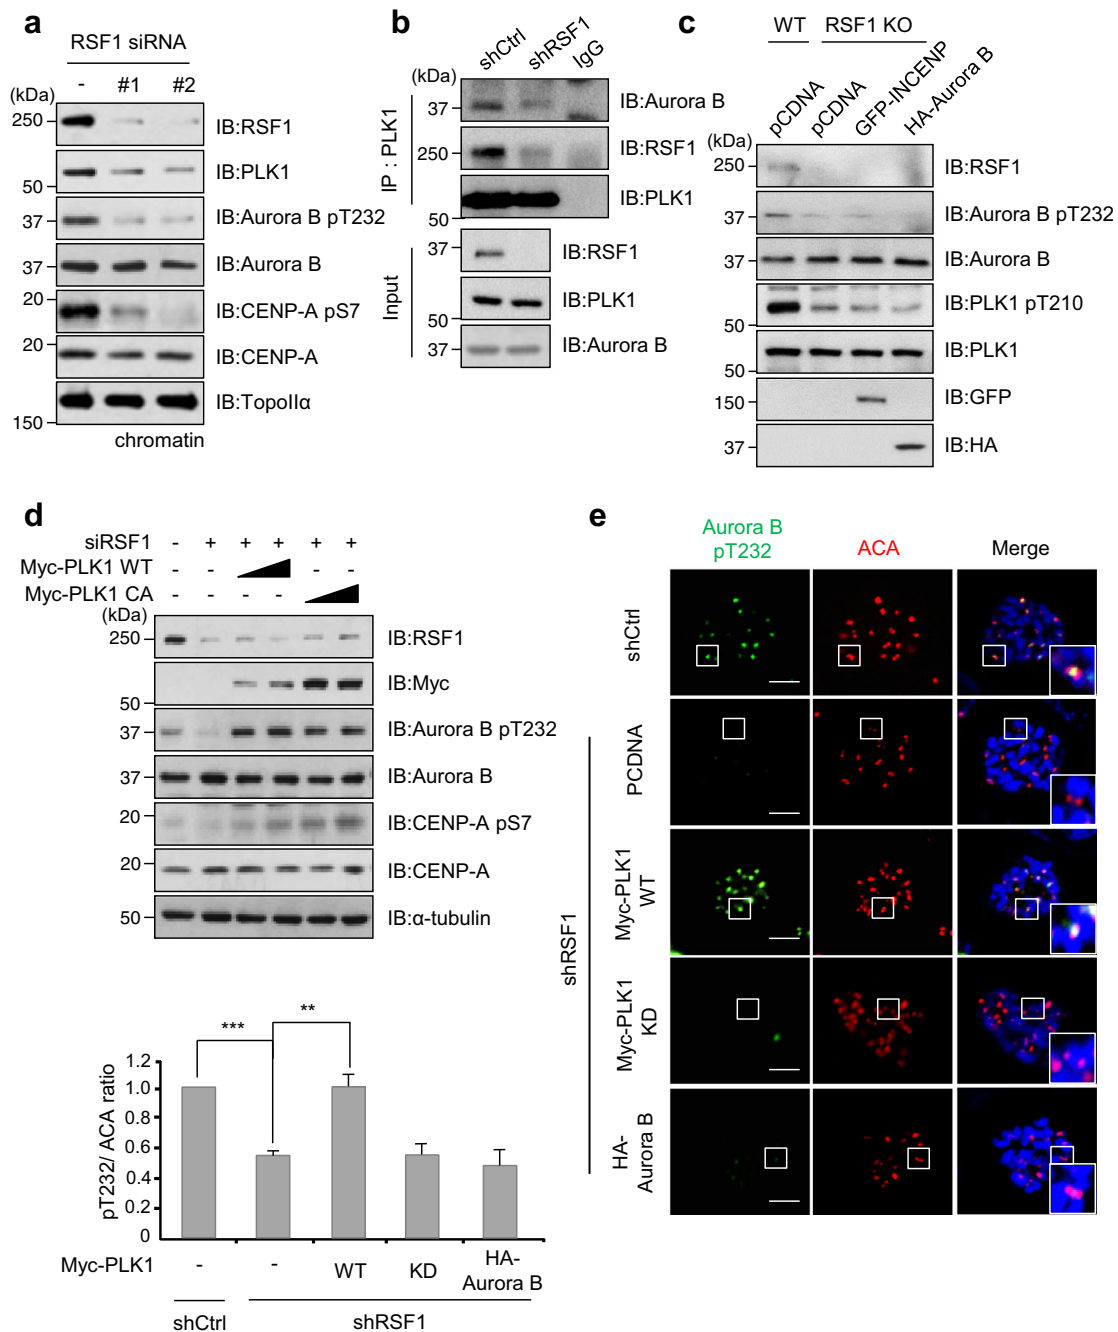 a
RSF1 siRNA
- #1 #2
(kDa)
250 IB:RSF1
50 IB:PLK1
37 IB:Aurora B pT232
37 IB:Aurora B
20 IB:CENP-A pS7
20 IB:CENP-A
150 IB:TopoIIα
chromatin
b
shCtrl shRSF1 IgG
(kDa)
IP : PLK1
37 IB:Aurora B
250 IB:RSF1
50 IB:PLK1
Input
37 IB:RSF1
50 IB:PLK1
37 IB:Aurora B
c
WT RSF1 KO
pCDNA pCDNA GFP-INCENP HA-Aurora B
(kDa)
250 IB:RSF1
37 IB:Aurora B pT232
37 IB:Aurora B
50 IB:PLK1 pT210
50 IB:PLK1
150 IB:GFP
37 IB:HA
d
siRSF1 - + + + + +
Myc-PLK1 WT - - - -
Myc-PLK1 CA - - - -
(kDa)
250 IB:RSF1
50 IB:Myc
37 IB:Aurora B pT232
37 IB:Aurora B
20 IB:CENP-A pS7
20 IB:CENP-A
50 IB:α-tubulin
*** **
pT232/ ACA ratio
1.2
1.0
0.8
0.6
0.4
0.2
0
Myc-PLK1 - - WT KD HA-
Aurora B
shCtrl shRSF1
e
Aurora B
pT232 ACA Merge
shCtrl
shRSF1
PCDNA
Myc-PLK1
WT
Myc-PLK1
KD
HA-
Aurora B